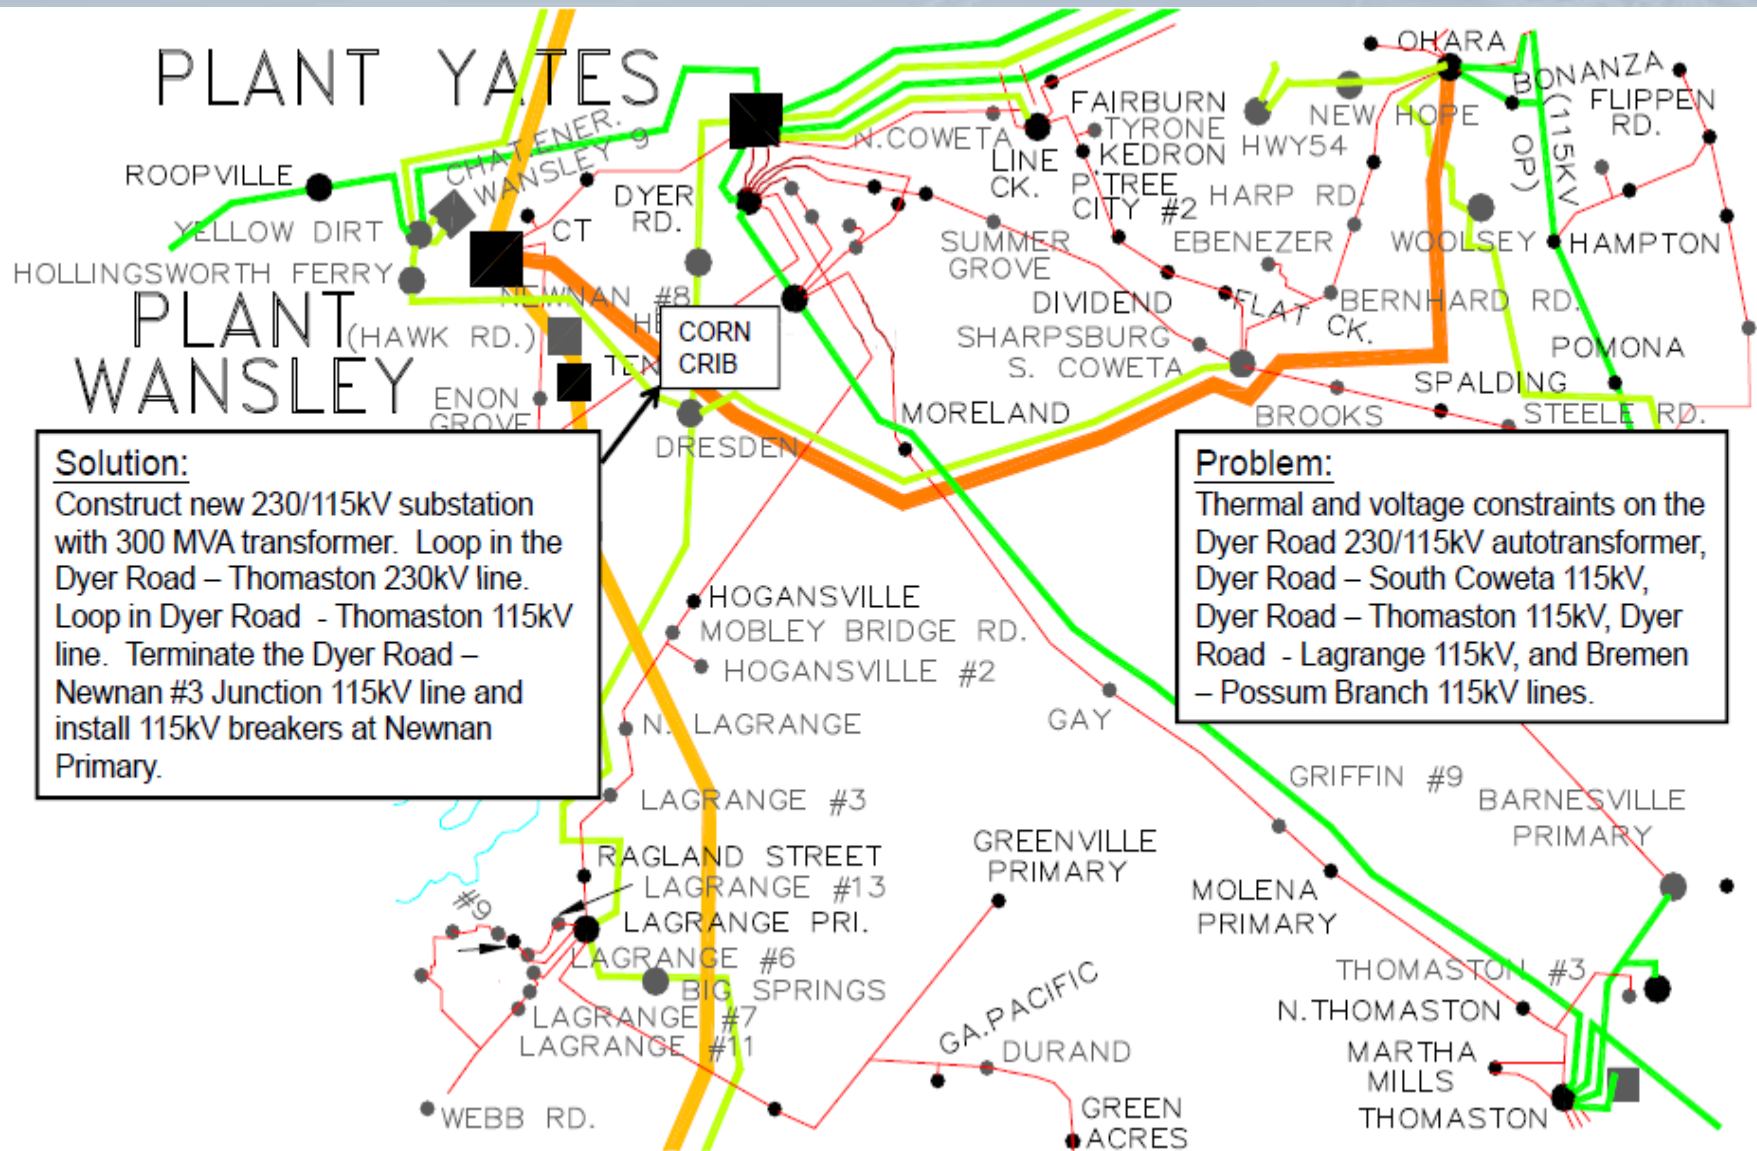 PLANT YATES
OHARA
BONANZA
(115KV OP)
FLIPPEN
RD.
FAIRBURN
TYRONE
KEDRON
P.TREE
CITY #2
N.COWETA
LINE
CK.
NEW HOPE
HWY54
HARP RD
EBENEZER
WOOLSEY
HAMPTON
CHAT.ENER.
WANSLEY 9
ROOPVILLE
YELLOW DIRT
HOLLINGSWORTH FERRY
CT
DYER
RD.
SUMMER
GROVE
DIVIDEND
FLAT CK.
BERNHARD RD.
SHARPSBURG
S. COWETA
POMONA
SPALDING
BROOKS
STEELE RD.
PLANT
WANSLEY
(HAWK RD.)
NEWNAN #8
CORN
CRIB
ENON
GROVE
DRESDEN
MORELAND
Solution:
Construct new 230/115kV substation
with 300 MVA transformer. Loop in the
Dyer Road – Thomaston 230kV line.
Loop in Dyer Road - Thomaston 115kV
line. Terminate the Dyer Road –
Newnan #3 Junction 115kV line and
install 115kV breakers at Newnan
Primary.
Problem:
Thermal and voltage constraints on the
Dyer Road 230/115kV autotransformer,
Dyer Road – South Coweta 115kV,
Dyer Road – Thomaston 115kV, Dyer
Road - Lagrange 115kV, and Bremen
– Possum Branch 115kV lines.
HOGANSVILLE
MOBLEY BRIDGE RD.
HOGANSVILLE #2
N. LAGRANGE
GAY
LAGRANGE #3
GRIFFIN #9
BARNESVILLE
PRIMARY
RAGLAND STREET
LAGRANGE #13
LAGRANGE PRI.
#9
LAGRANGE #6
BIG SPRINGS
LAGRANGE #7
LAGRANGE #11
WEBB RD.
GREENVILLE
PRIMARY
MOLENA
PRIMARY
GA.PACIFIC
DURAND
GREEN
ACRES
THOMASTON #3
N.THOMASTON
MARTHA
MILLS
THOMASTON